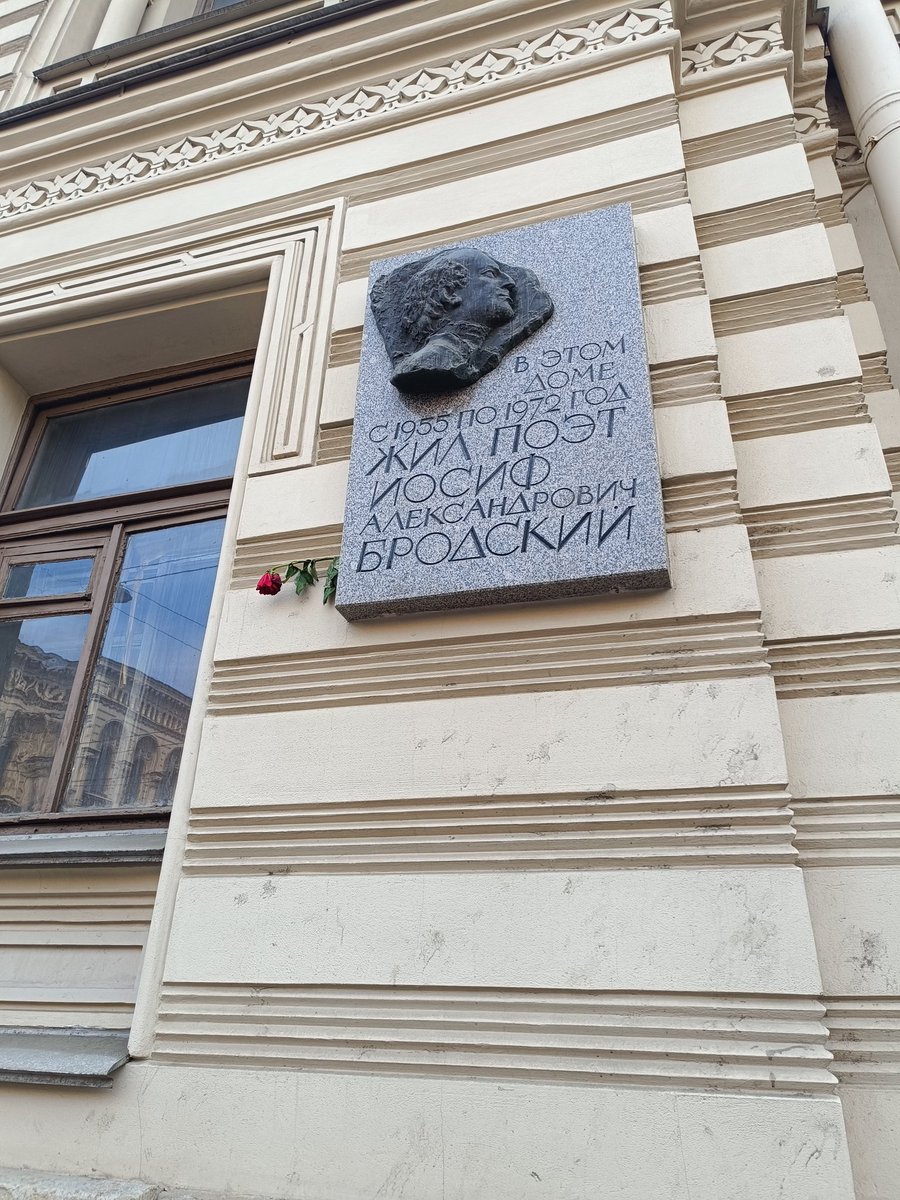 В ЭТОМ
ДОМЕ
С 1955 ПО 1972 ГОД
ЖИЛ ПОЭТ
ИОСИФ
АЛЕКСАНДРОВИЧ
БРОДСКИЙ